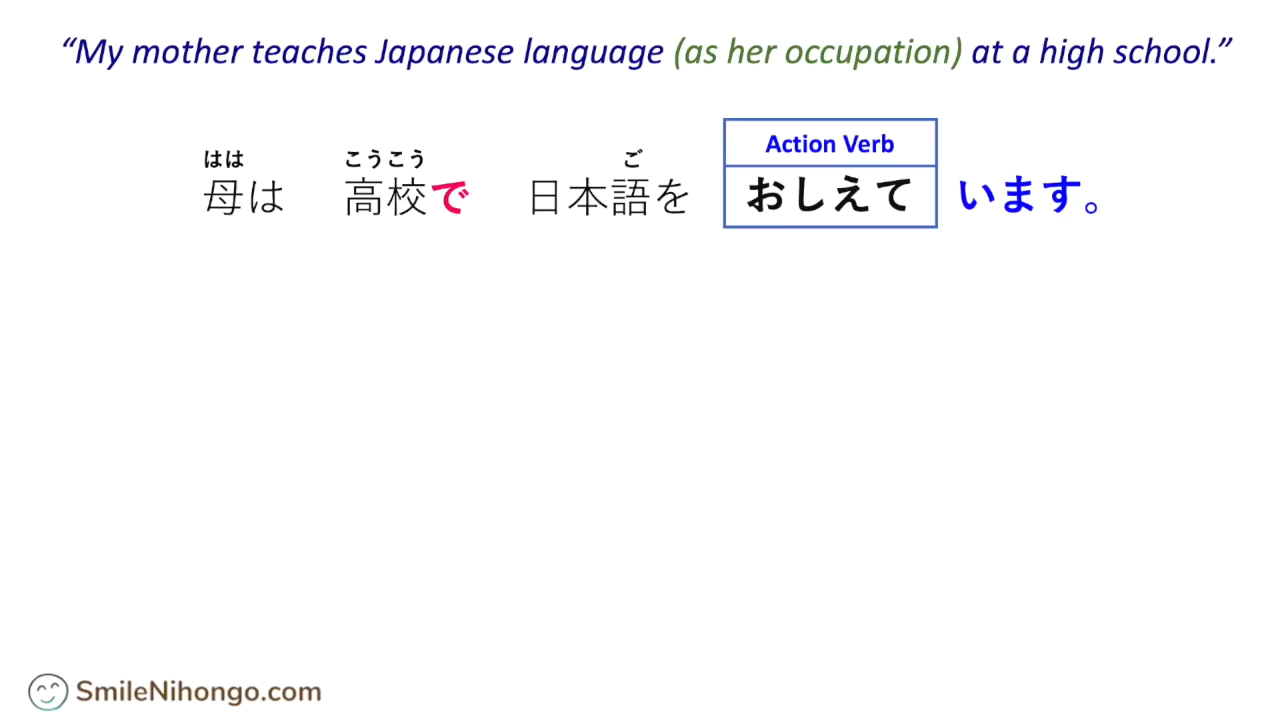 “My mother teaches Japanese language (as her occupation) at a high school.”
Action Verb
はは こうこう ご
母は 高校で 日本語を おしえて います。
SmileNihongo.com